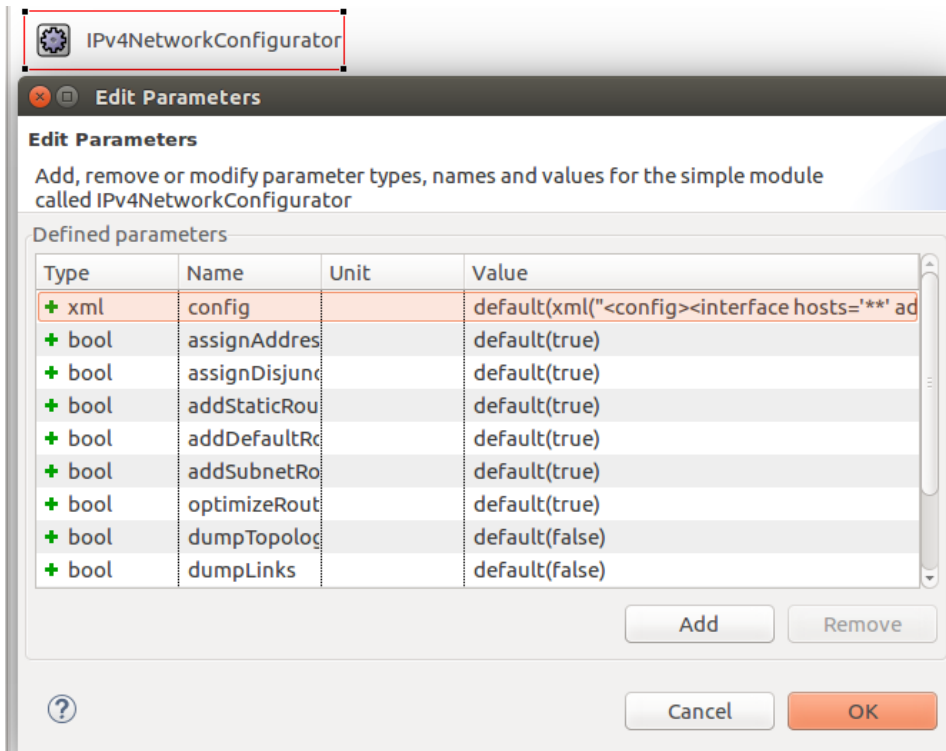 IPv4NetworkConfigurator
Edit Parameters
Edit Parameters
Add, remove or modify parameter types, names and values for the simple module
called IPv4NetworkConfigurator
Defined parameters
Type Name Unit Value
xml config default(xml("<config><interface hosts='**' ad
bool assignAddres default(true)
bool assignDisjunc default(true)
bool addStaticRou default(true)
bool addDefaultRo default(true)
bool addSubnetRo default(true)
bool optimizeRout default(true)
bool dumpTopolog default(false)
bool dumpLinks default(false)
Add Remove
? Cancel OK